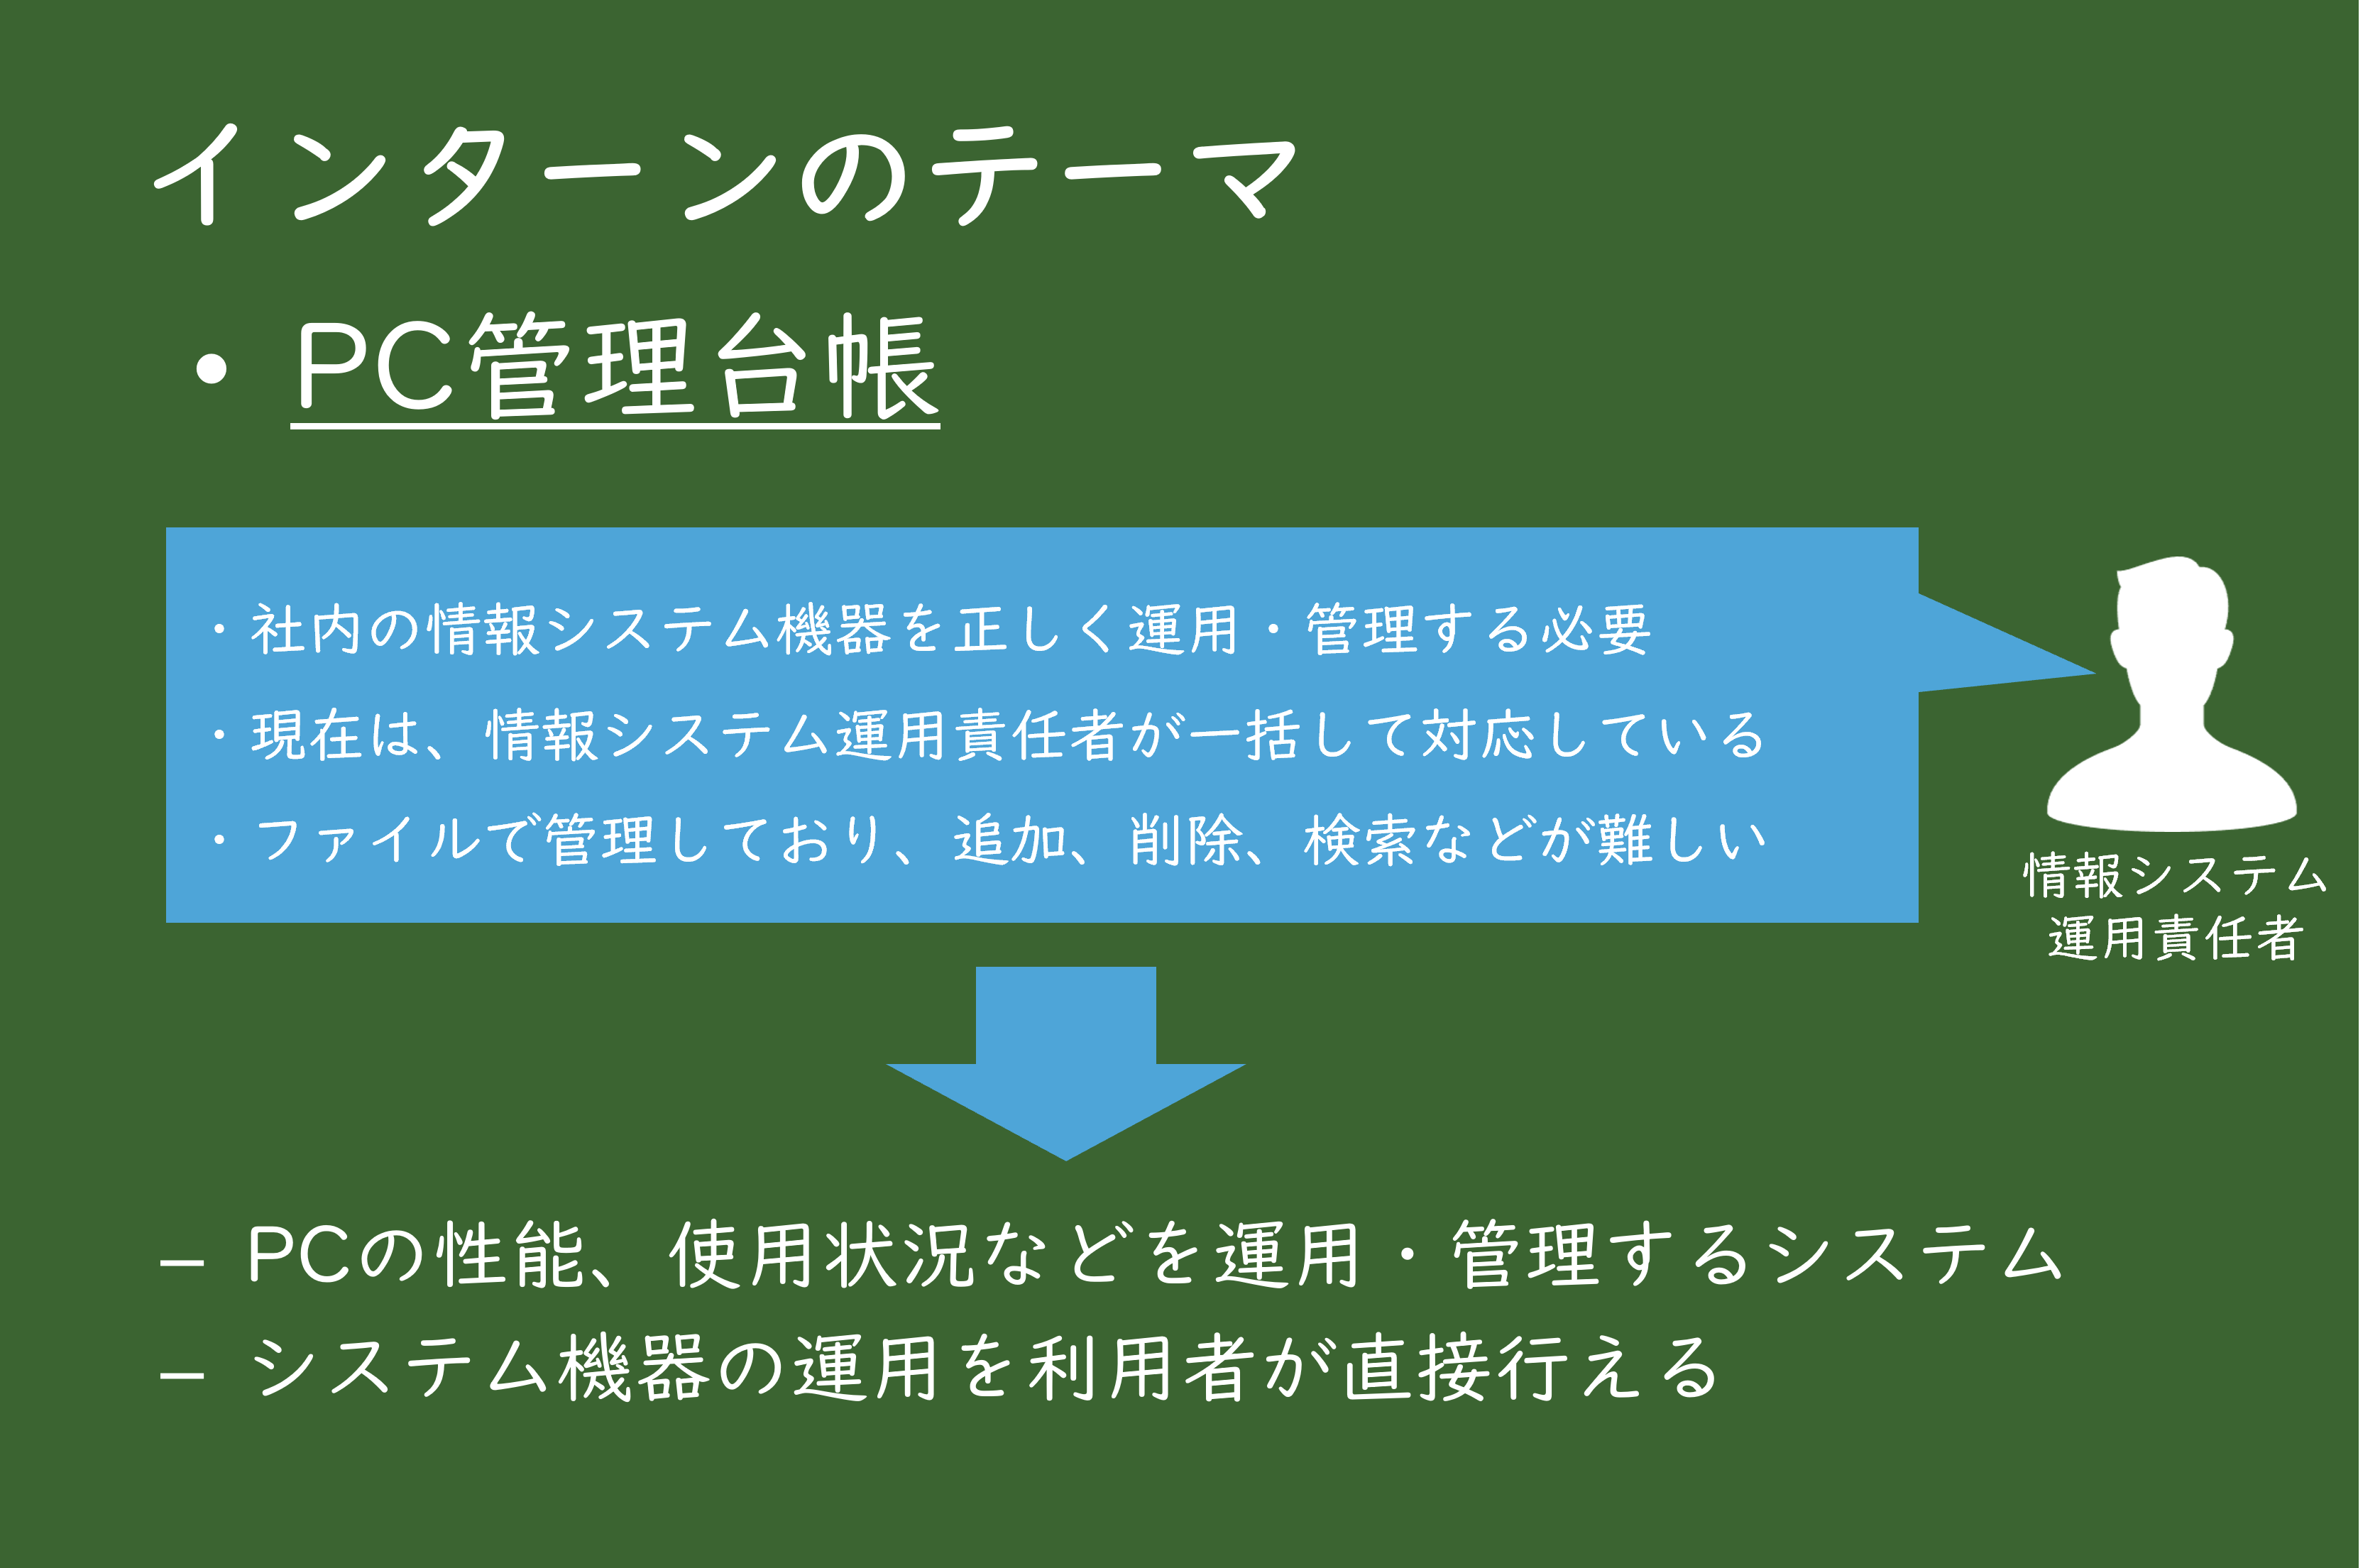 インターンのテーマ
• PC管理台帳
・社内の情報システム機器を正しく運用・管理する必要
・現在は、情報システム運用責任者が一括して対応している
・ファイルで管理しており、追加、削除、検索などが難しい
情報システム
運用責任者
– PCの性能、使用状況などを運用・管理するシステム
– システム機器の運用を利用者が直接行える